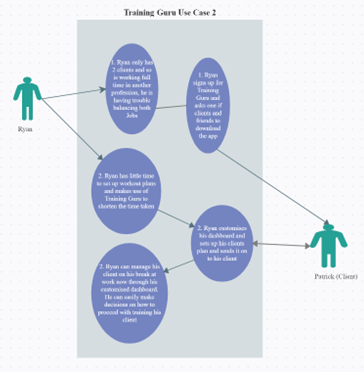 Training Guru Use Case 2
1. Ryan only has
2 clients and so
is working full
time in another
profession, he is
having trouble
balancing both
Jobs
1. Ryan
signs up for
Training
Guru and
asks one if
clients and
friends to
download
the app
Ryan
2. Ryan has little time
to set up workout plans
and makes use of
Training Guru to
shorten the time taken
2. Ryan customises
his dashboard and
sets up his clients
plan and sends it on
to his client
Patrick (Client)
2. Ryan can manage his
client on his break at
work now through his
customised dashboard.
He can easily make
decisions on how to
proceed with training his
client